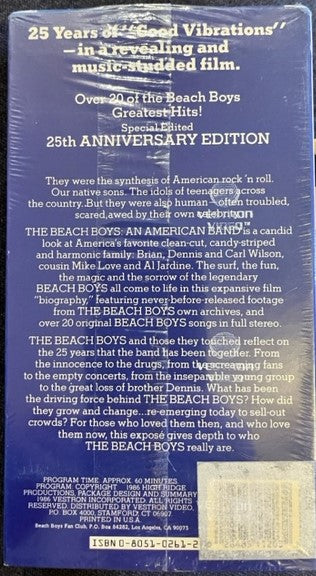 25 Years of "Good Vibrations"
—in a revealing and
music-studded film.
Over 20 of the Beach Boys
Greatest Hits!
Special Edited
25th ANNIVERSARY EDITION
They were the synthesis of American rock 'n roll.
Our native sons. The idols of teenagers across
the country. But they were also human—often troubled,
scared, awed by their own celebrity.
THE BEACH BOYS: AN AMERICAN BAND is a candid
look at America's favorite clean-cut, candy-striped
and harmonic family: Brian, Dennis and Carl Wilson,
cousin Mike Love and Al Jardine. The surf, the fun,
the magic and the sorrow of the legendary
BEACH BOYS all come to life in this expansive film
"biography," featuring never-before-released footage
from THE BEACH BOYS own archives, and
over 20 original BEACH BOYS songs in full stereo.
THE BEACH BOYS and those they touched reflect on
the 25 years that the band has been together. From
the innocence to the drugs, from the screaming fans
to the empty concerts, from the inseparable young group
to the great loss of brother Dennis. What has been
the driving force behind THE BEACH BOYS? How did
they grow and change...re-emerging today to sell-out
crowds? For those who loved them then, and who love
them now, this exposé gives depth to who
THE BEACH BOYS really are.
PROGRAM TIME: APPROX. 60 MINUTES.
PROGRAM COPYRIGHT 1985 HIGH RIDGE
PRODUCTIONS, PACKAGE DESIGN AND SUMMARY
1986 VESTRON INCORPORATED. ALL RIGHTS
RESERVED. DISTRIBUTED BY VESTRON VIDEO,
P.O. BOX 4000, STAMFORD, CT 06907.
PRINTED IN U.S.A.
Beach Boys Fan Club, P.O. Box 84282, Los Angeles, CA 90073
ISBN 0-8051-0261-2